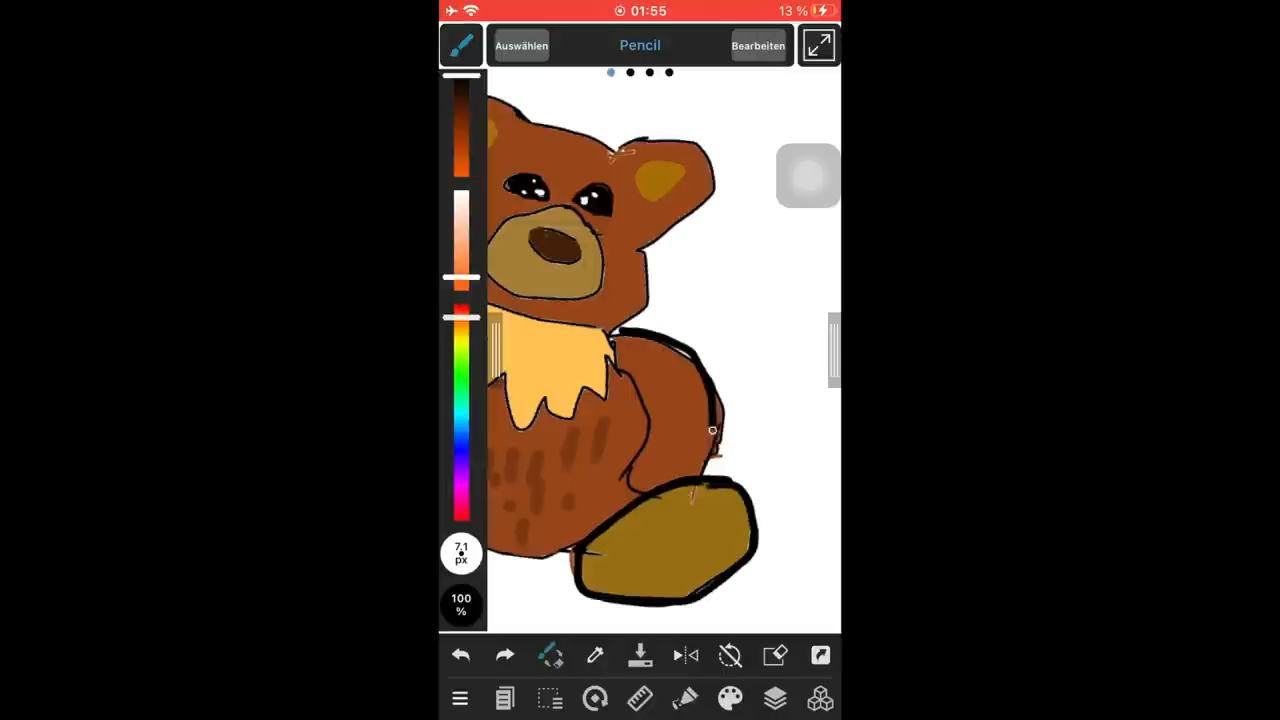 01:55
13 %
Auswählen
Pencil
Bearbeiten
7.1
px
100
%